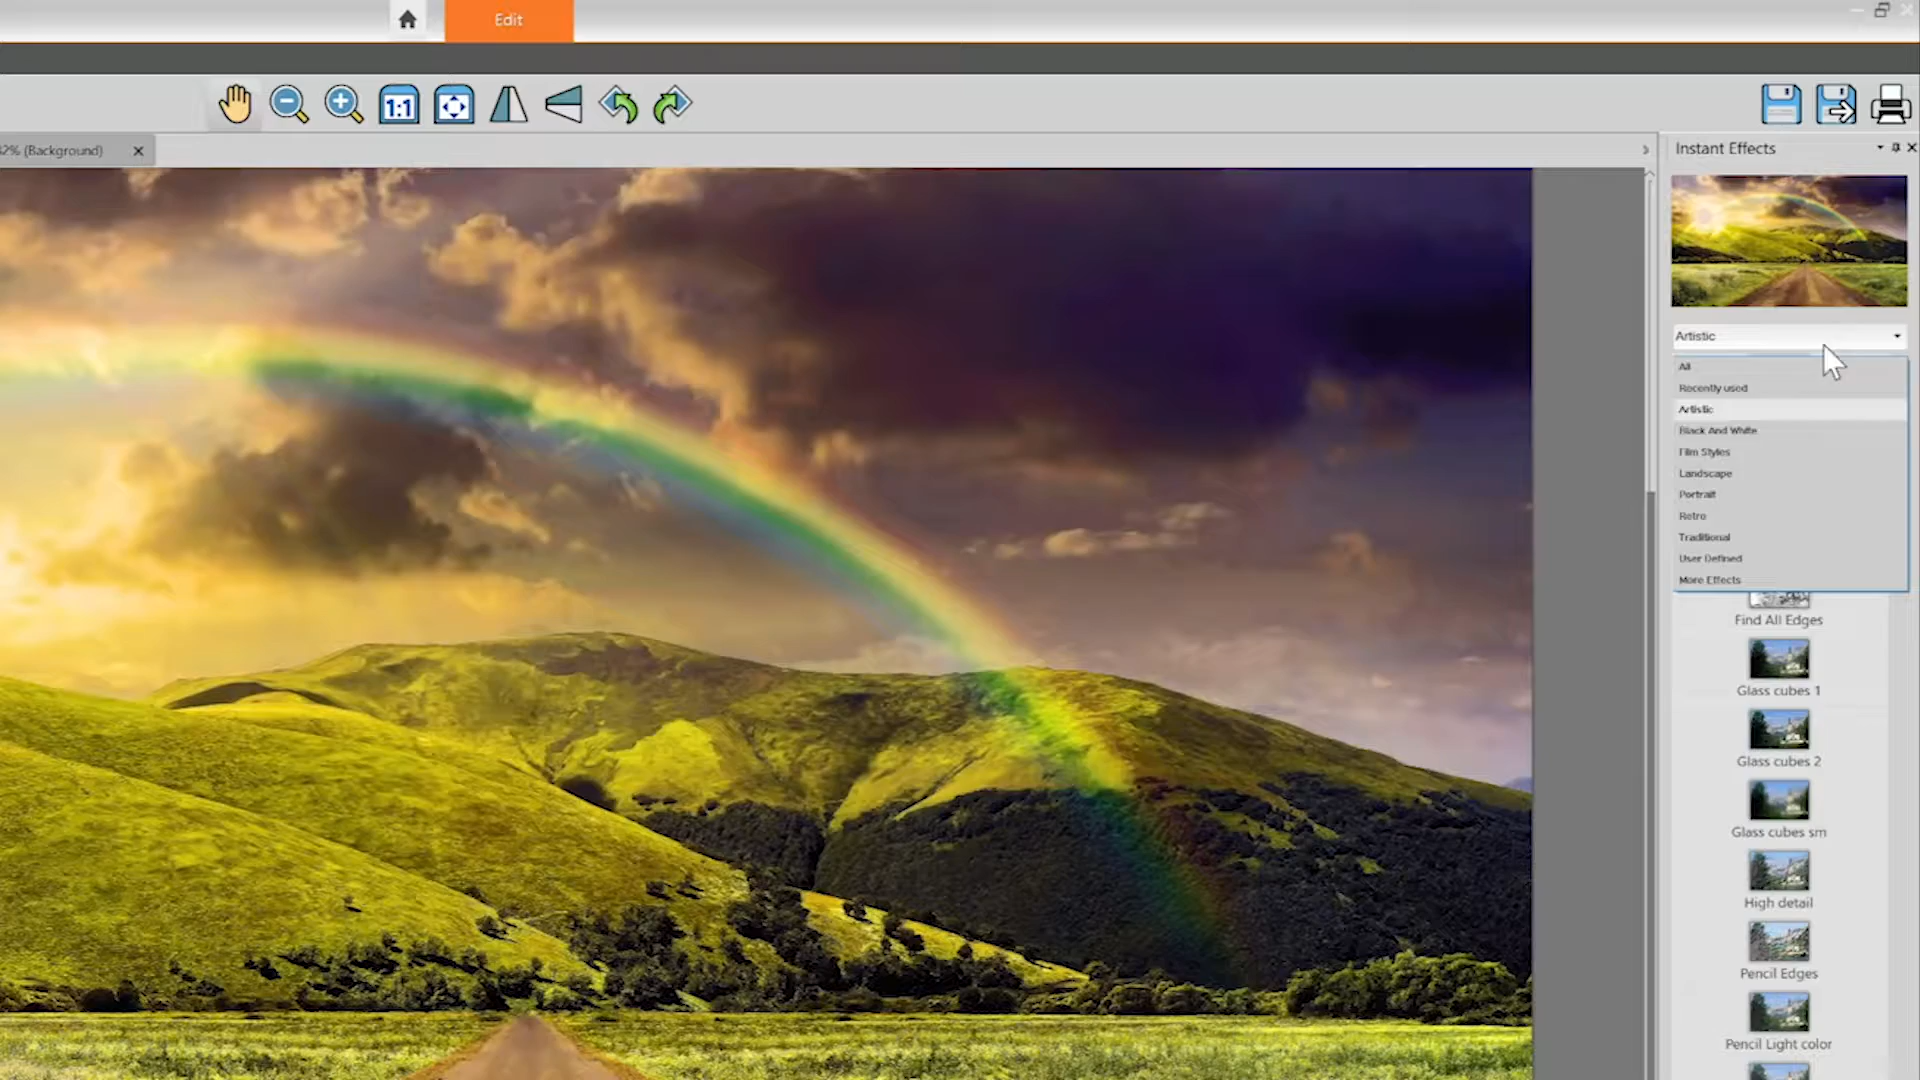 Edit
1:1
2% (Background)
Instant Effects
Artistic
All
Recently used
Artistic
Black And White
Film Styles
Landscape
Portrait
Retro
Traditional
User Defined
More Effects
Find All Edges
Glass cubes 1
Glass cubes 2
Glass cubes sm
High detail
Pencil Edges
Pencil Light color